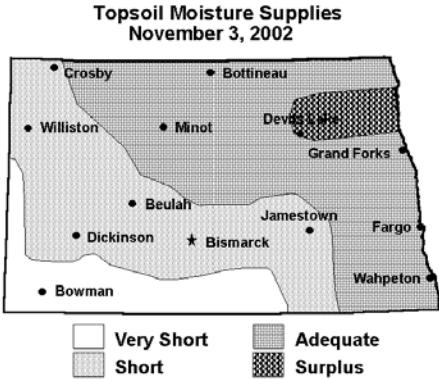 Topsoil Moisture Supplies
November 3, 2002
Crosby
Bottineau
Williston
Minot
Devils Lake
Grand Forks
Beulah
Jamestown
Dickinson
Bismarck
Fargo
Wahpeton
Bowman
Very Short
Adequate
Short
Surplus